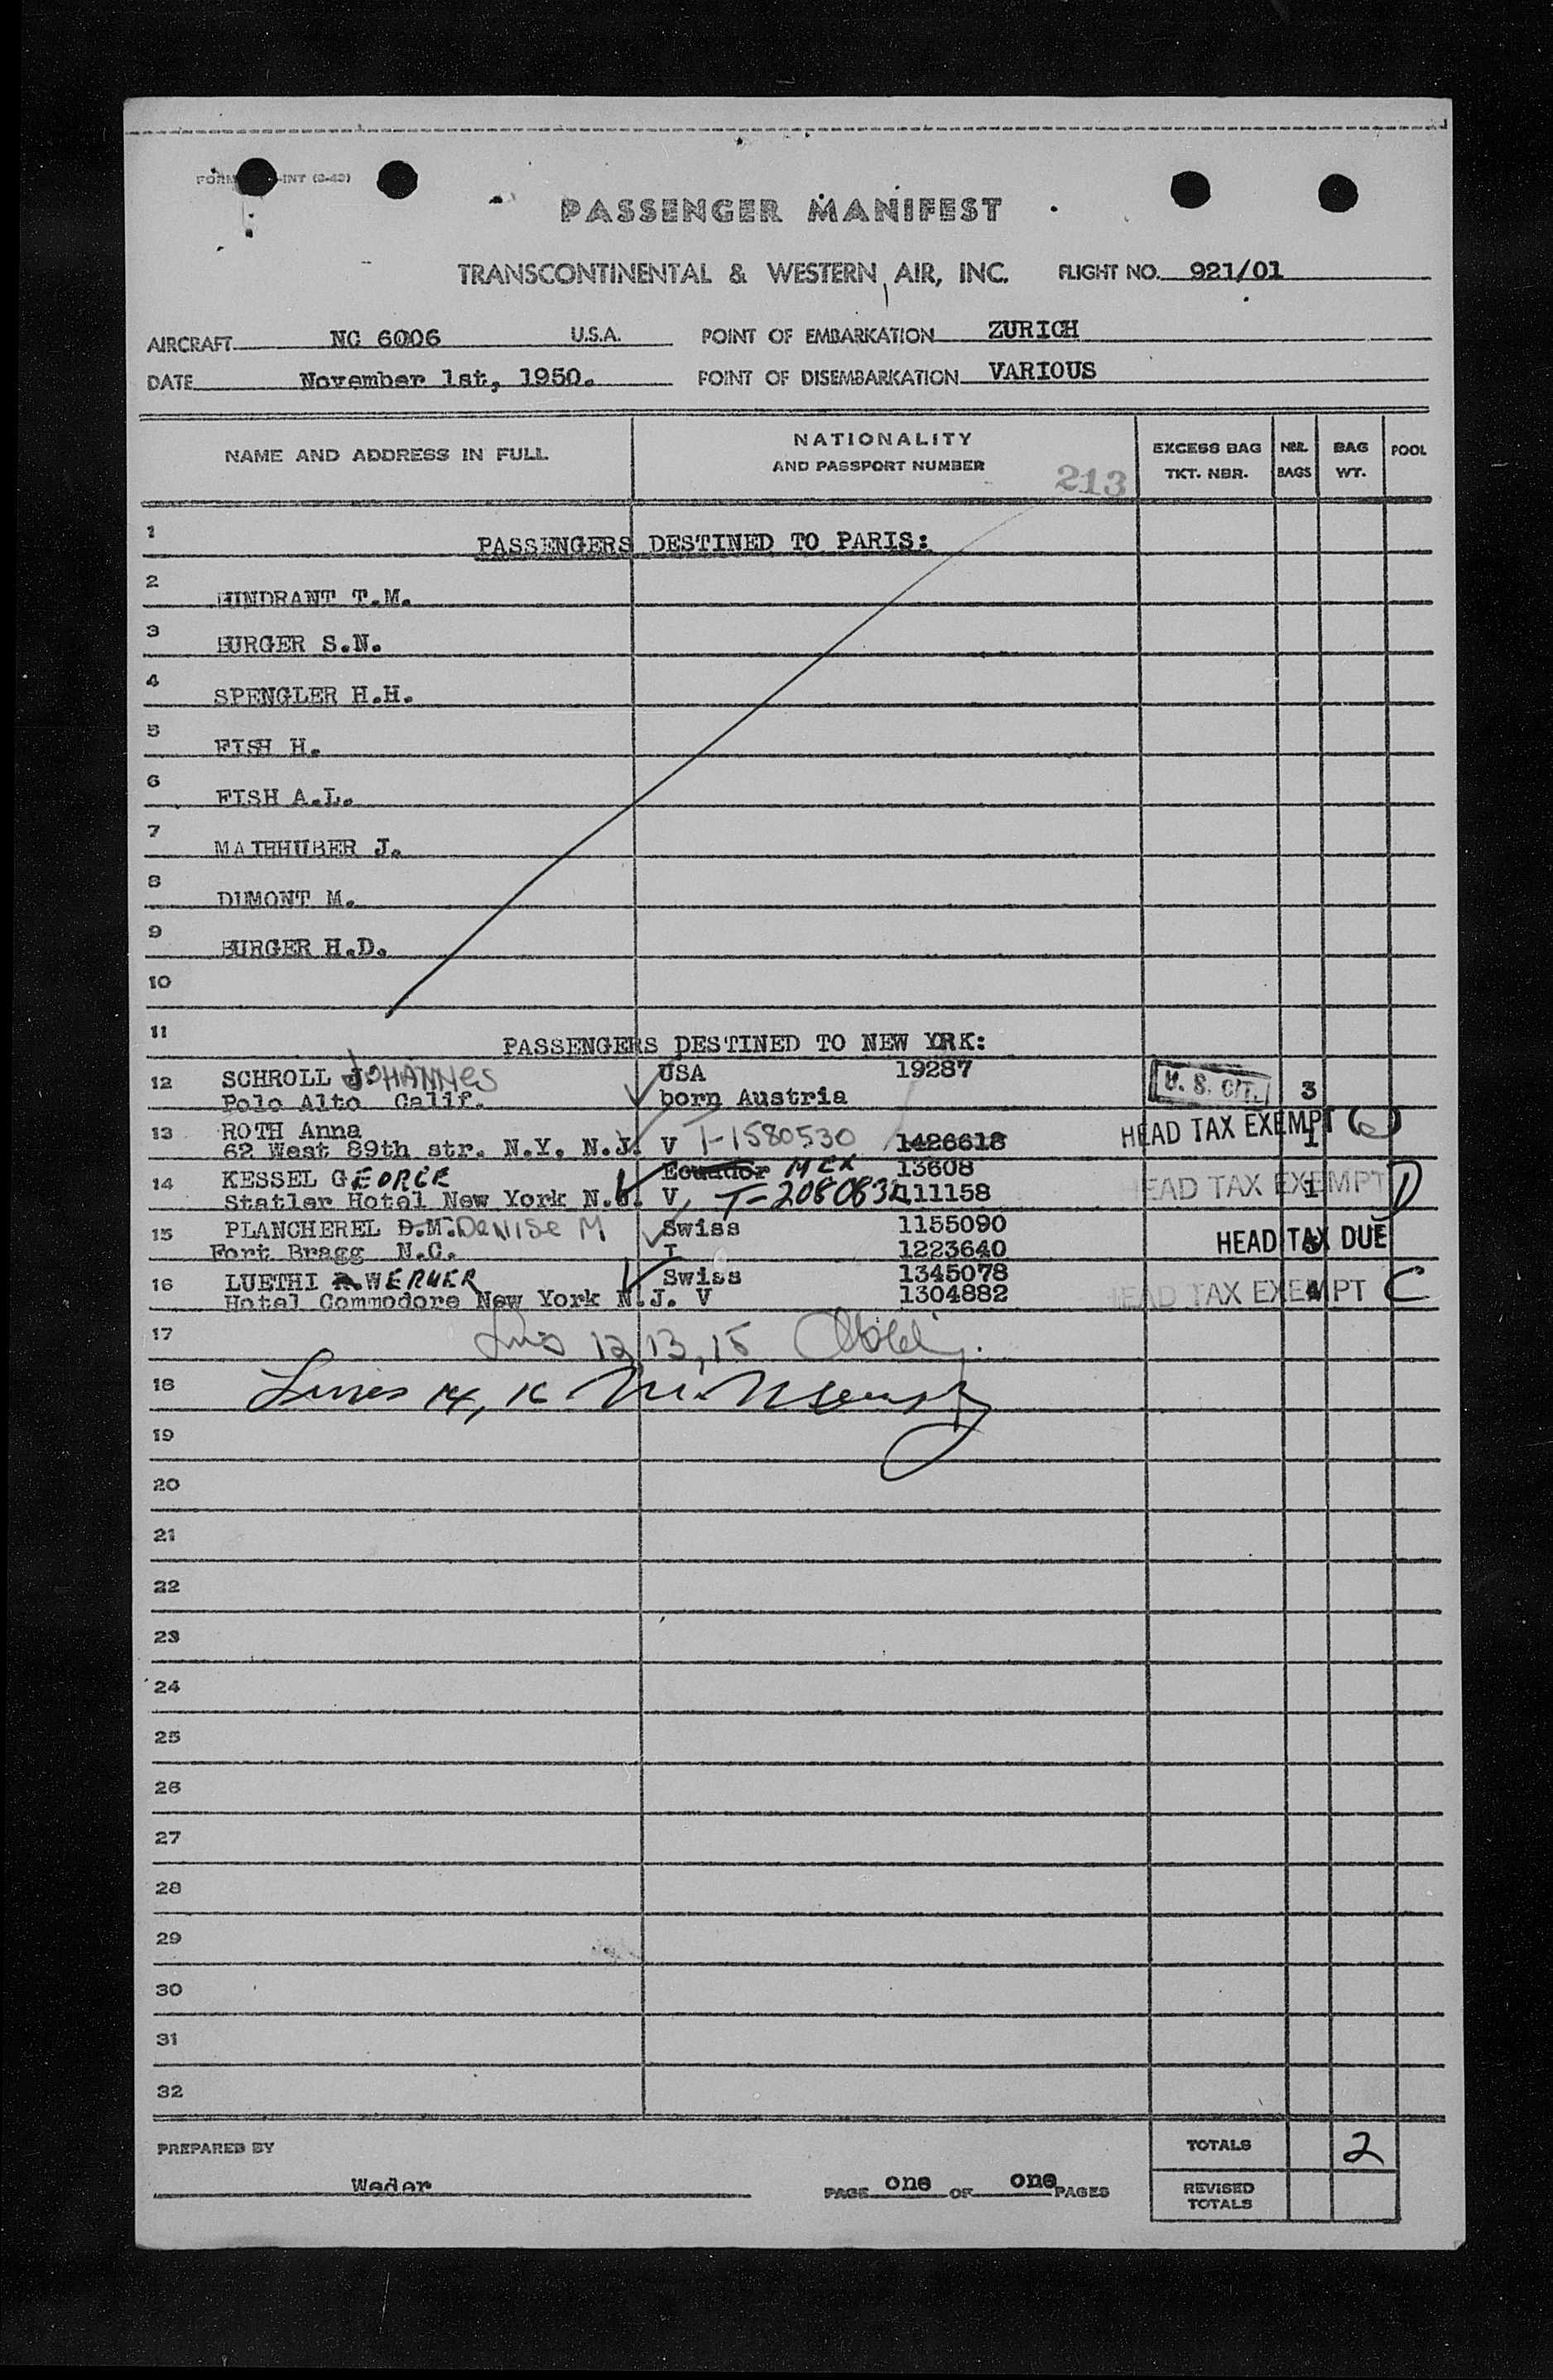 PASSENGER MANIFEST
TRANSCONTINENTAL & WESTERN AIR, INC. FLIGHT NO. 921/01
AIRCRAFT NC 6006 U.S.A. POINT OF EMBARKATION ZURICH
DATE November 1st, 1950. POINT OF DISEMBARKATION VARIOUS
NAME AND ADDRESS IN FULL NATIONALITY AND PASSPORT NUMBER 213 EXCESS BAG TKT. NBR. NBR. BAGS BAG WT. POOL
1 PASSENGERS DESTINED TO PARIS:
2 HINDRANT T.M.
3 BURGER S.N.
4 SPENGLER H.H.
5 FISH H.
6 FISH A.L.
7 MAIRHUBER J.
8 DUMONT M.
9 BURGER H.D.
10
11 PASSENGERS DESTINED TO NEW YRK:
12 SCHROLL JOHANNES USA 19287 U. S. CIT. 3
Polo Alto Calif. born Austria
13 ROTH Anna
62 West 89th str. N.Y. N.J. V T-1580530 1426618 HEAD TAX EXEMPT 1
14 KESSEL GEORGE Ecuador MEX 13608
Statler Hotel New York N.J. V, T-2080832 111158 HEAD TAX EXEMPT 1 D
15 PLANCHEREL D.M. DENISE M Swiss 1155090
Fort Bragg N.C. I 1223640 HEAD TAX DUE
16 LUETHI WERNER Swiss 1345078
Hotel Commodore New York N.J. V 1304882 HEAD TAX EXEMPT C
17 12, 13, 15
18 Lines 14, 16
19
20
21
22
23
24
25
26
27
28
29
30
31
32
PREPARED BY TOTALS 2
Weder PAGE one OF one PAGES REVISED TOTALS